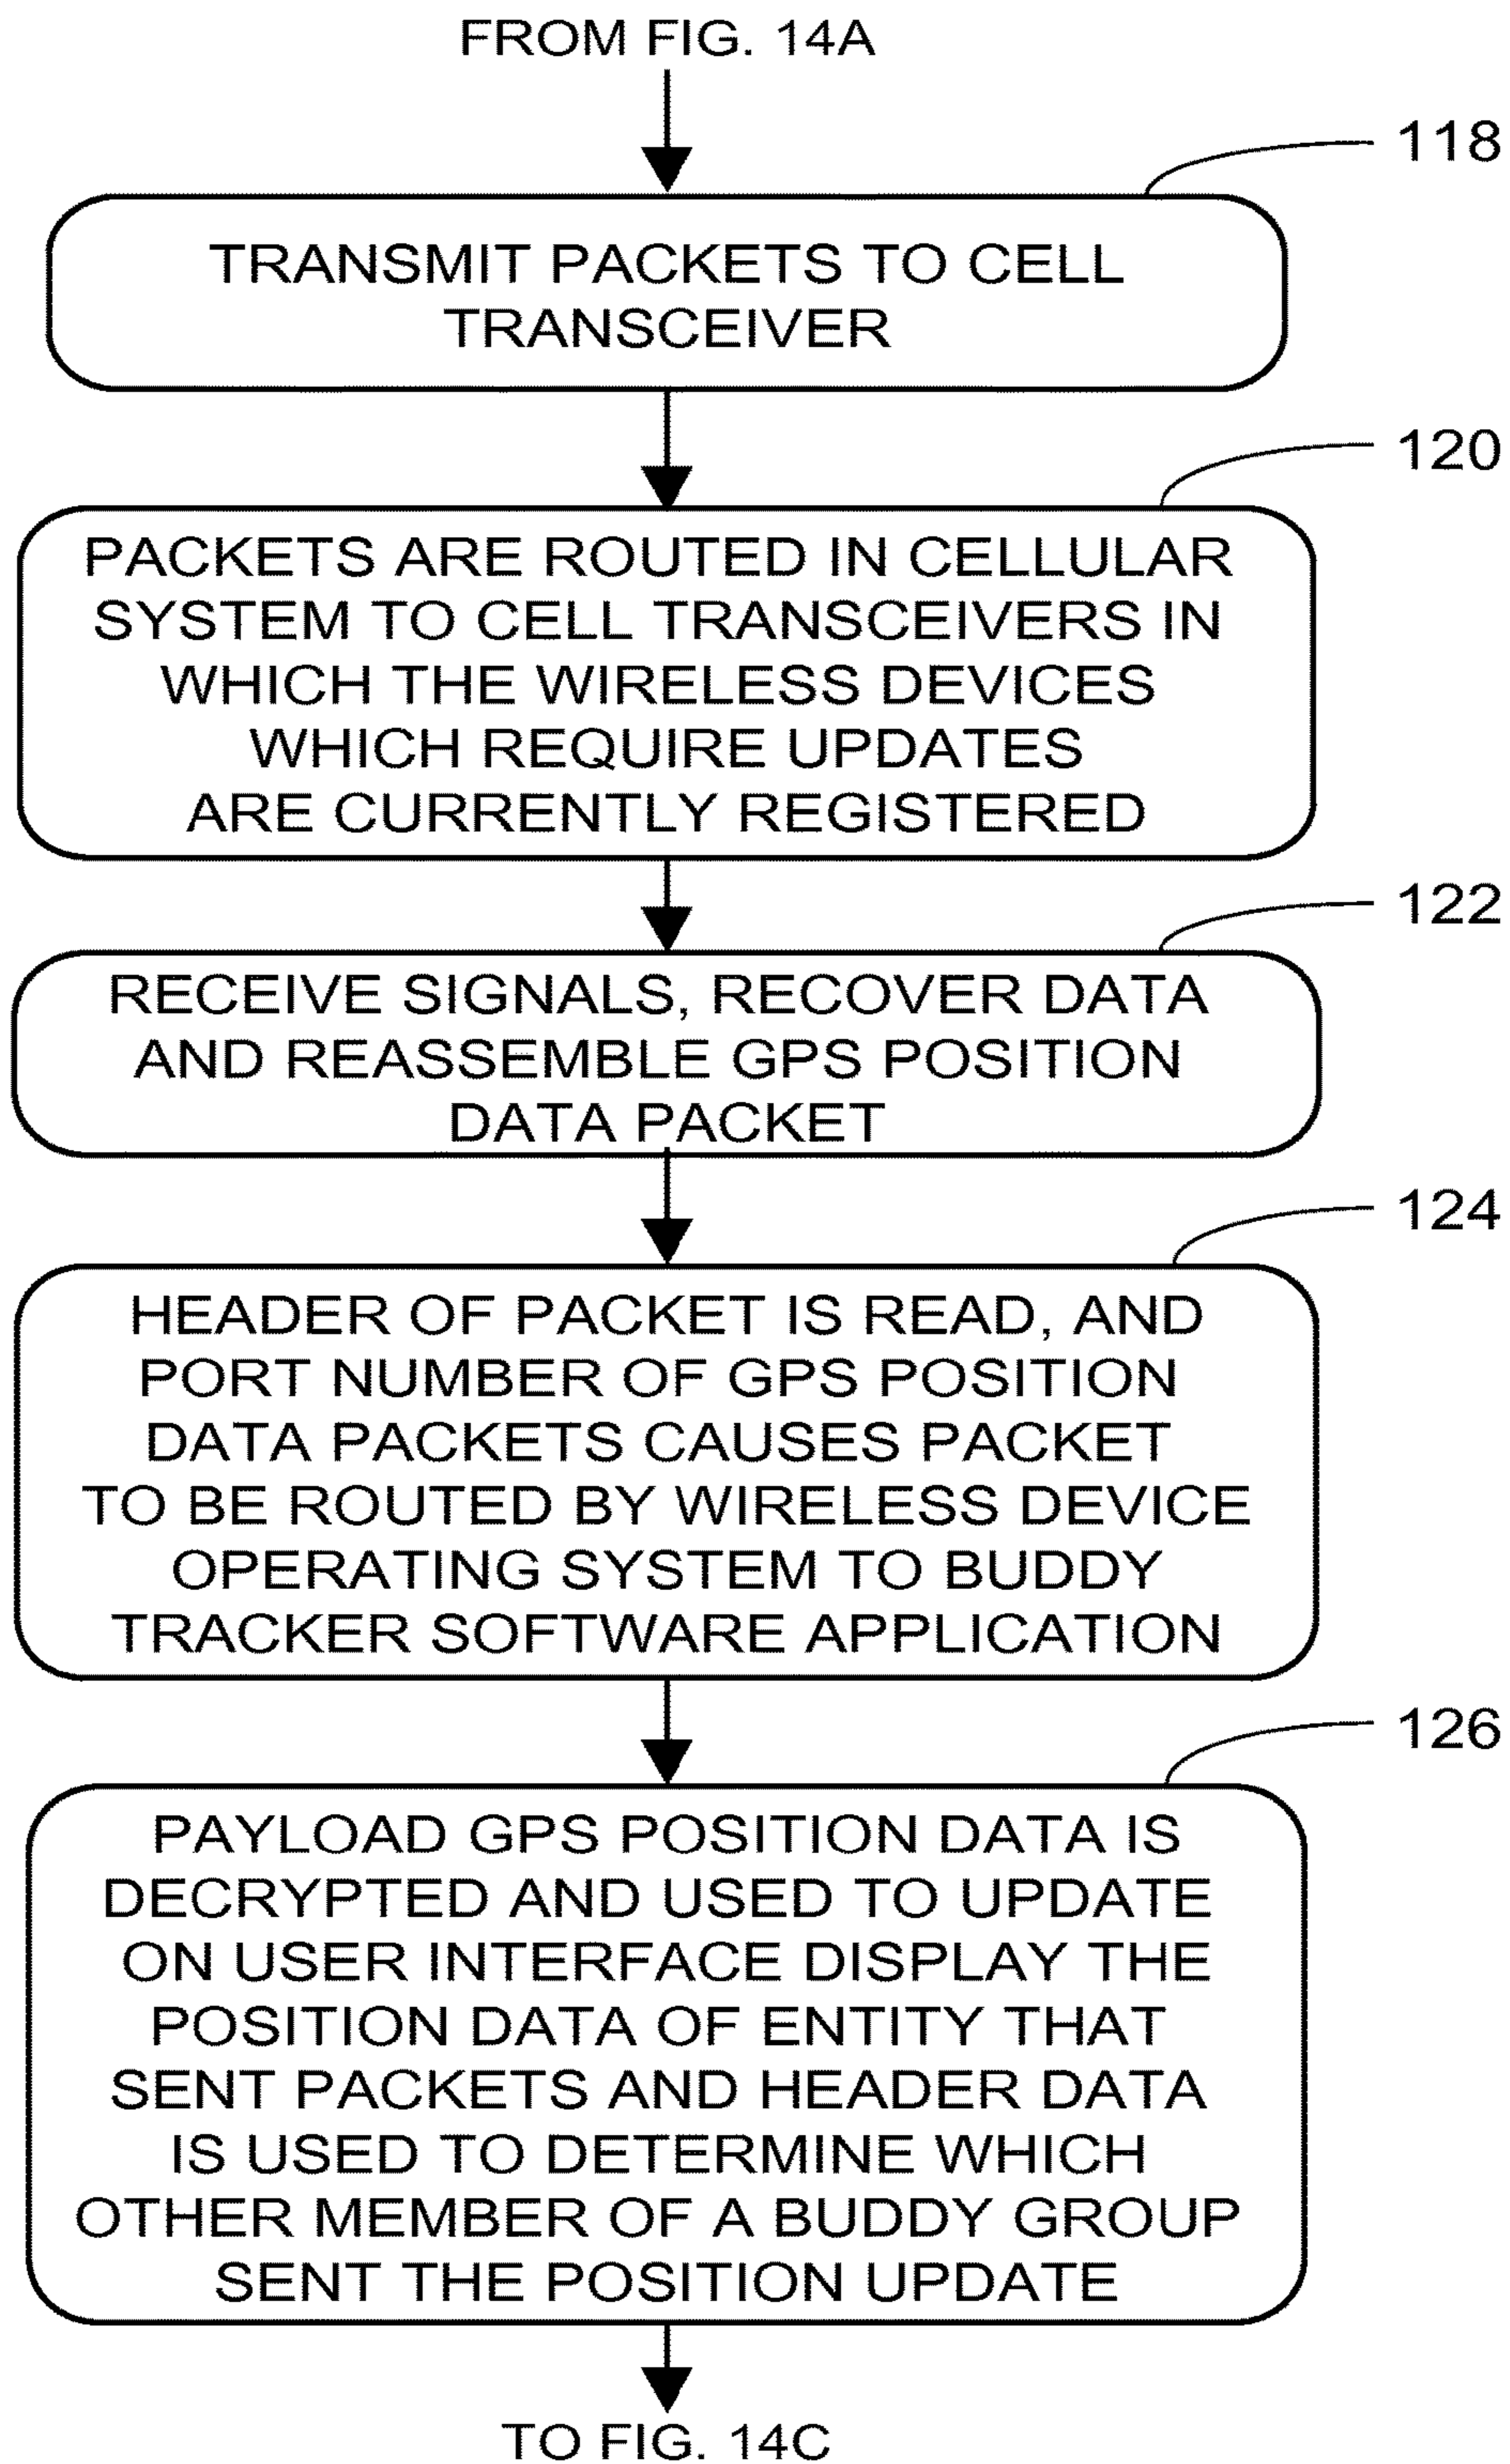 FROM FIG. 14A
118
TRANSMIT PACKETS TO CELL
TRANSCEIVER
120
PACKETS ARE ROUTED IN CELLULAR
SYSTEM TO CELL TRANSCEIVERS IN
WHICH THE WIRELESS DEVICES
WHICH REQUIRE UPDATES
ARE CURRENTLY REGISTERED
122
RECEIVE SIGNALS, RECOVER DATA
AND REASSEMBLE GPS POSITION
DATA PACKET
124
HEADER OF PACKET IS READ, AND
PORT NUMBER OF GPS POSITION
DATA PACKETS CAUSES PACKET
TO BE ROUTED BY WIRELESS DEVICE
OPERATING SYSTEM TO BUDDY
TRACKER SOFTWARE APPLICATION
126
PAYLOAD GPS POSITION DATA IS
DECRYPTED AND USED TO UPDATE
ON USER INTERFACE DISPLAY THE
POSITION DATA OF ENTITY THAT
SENT PACKETS AND HEADER DATA
IS USED TO DETERMINE WHICH
OTHER MEMBER OF A BUDDY GROUP
SENT THE POSITION UPDATE
TO FIG. 14C